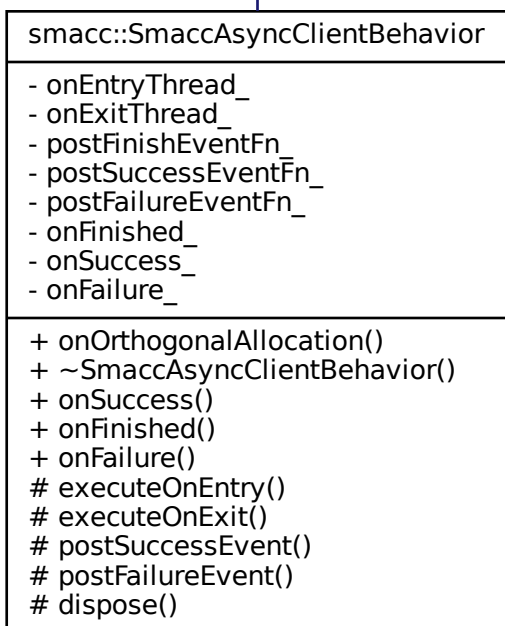 smacc::SmaccAsyncClientBehavior
- onEntryThread_
- onExitThread_
- postFinishEventFn_
- postSuccessEventFn_
- postFailureEventFn_
- onFinished_
- onSuccess_
- onFailure_
+ onOrthogonalAllocation()
+ ~SmaccAsyncClientBehavior()
+ onSuccess()
+ onFinished()
+ onFailure()
# executeOnEntry()
# executeOnExit()
# postSuccessEvent()
# postFailureEvent()
# dispose()